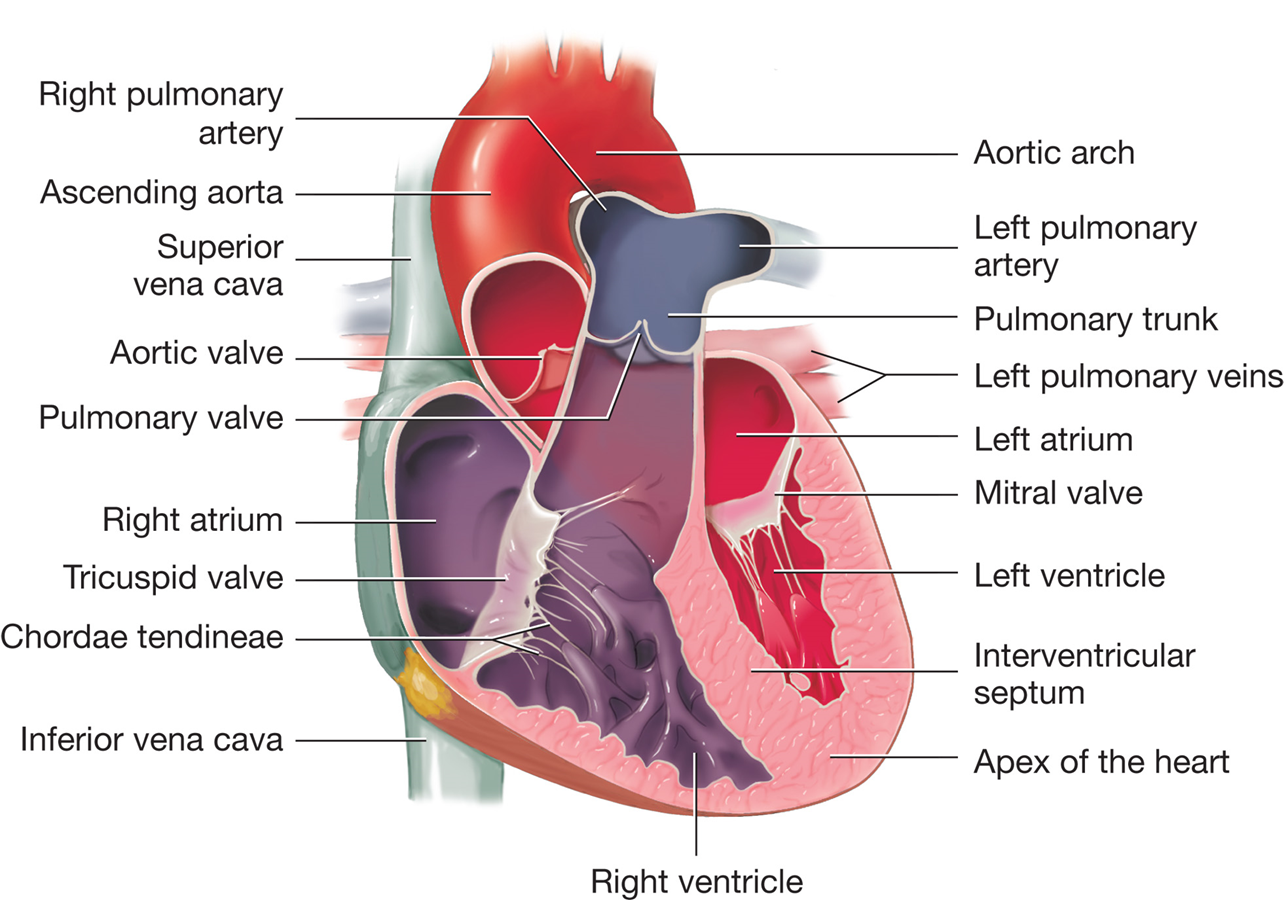 Right pulmonary
artery
Ascending aorta
Superior
vena cava
Aortic valve
Pulmonary valve
Right atrium
Tricuspid valve
Chordae tendineae
Inferior vena cava
Aortic arch
Left pulmonary
artery
Pulmonary trunk
Left pulmonary veins
Left atrium
Mitral valve
Left ventricle
Interventricular
septum
Apex of the heart
Right ventricle